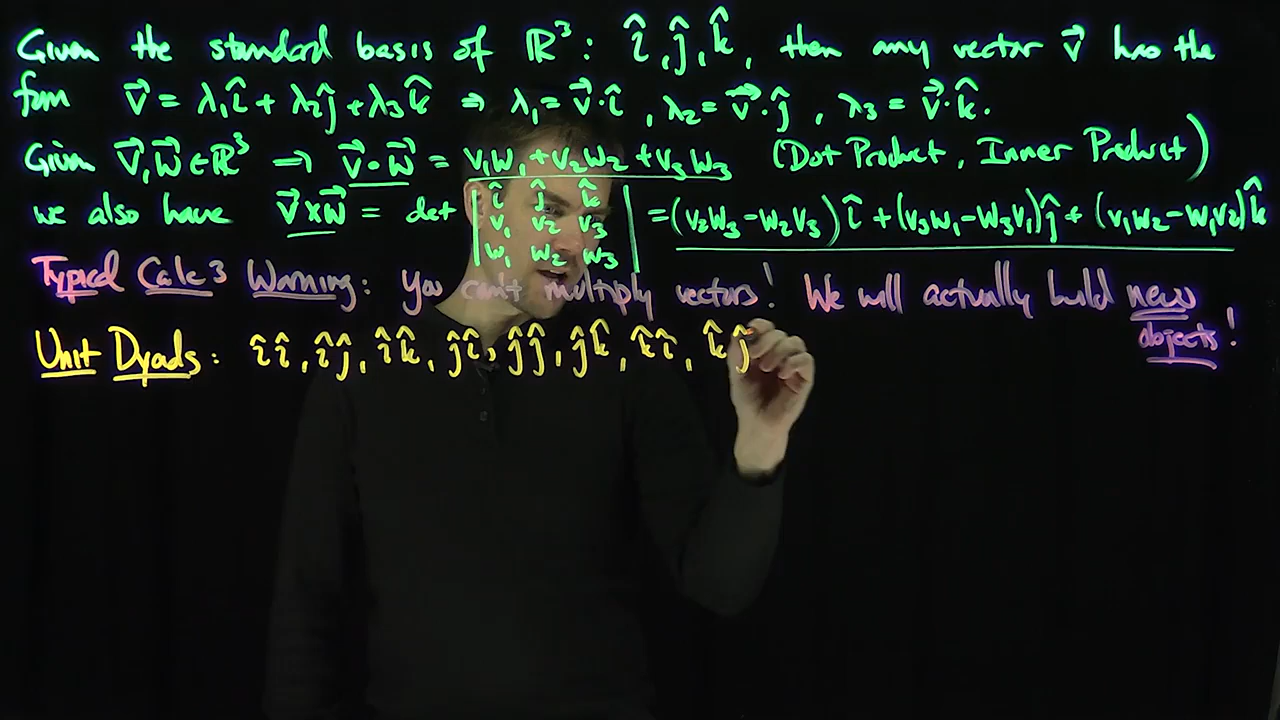 Given the standard basis of ℝ³: î, ĵ, k̂, then any vector v⃗ has the
form v⃗ = λ₁î + λ₂ĵ + λ₃k̂ ⇒ λ₁ = v⃗·î, λ₂ = v⃗·ĵ, λ₃ = v⃗·k̂.
Given v⃗, w⃗ ∈ ℝ³ ⇒ v⃗·w⃗ = v₁w₁ + v₂w₂ + v₃w₃ (Dot Product, Inner Product)
we also have v⃗×w⃗ = det | î ĵ k̂ | = (v₂w₃-w₂v₃)î + (v₃w₁-w₃v₁)ĵ + (v₁w₂-w₁v₂)k̂
v₁ v₂ v₃
w₁ w₂ w₃
Typical Calc 3 Warning: You can't multiply vectors! We will actually build new
objects!
Unit Dyads: îî, îĵ, îk̂, ĵî, ĵĵ, ĵk̂, k̂î, k̂ĵ